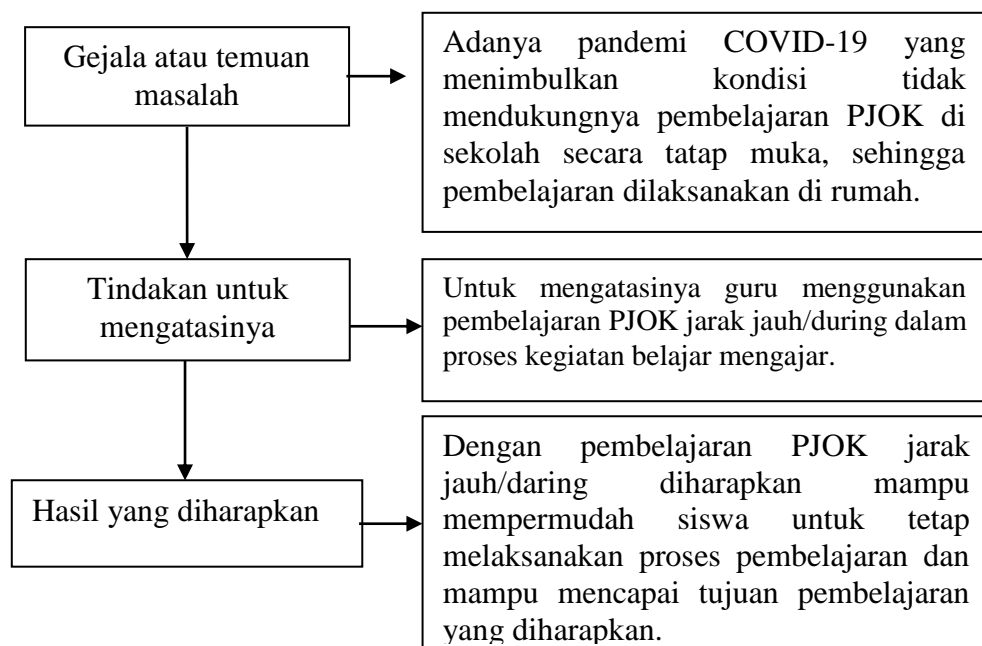 Gejala atau temuan
masalah
Adanya pandemi COVID-19 yang
menimbulkan kondisi tidak
mendukungnya pembelajaran PJOK di
sekolah secara tatap muka, sehingga
pembelajaran dilaksanakan di rumah.
Tindakan untuk
mengatasinya
Untuk mengatasinya guru menggunakan
pembelajaran PJOK jarak jauh/during dalam
proses kegiatan belajar mengajar.
Hasil yang diharapkan
Dengan pembelajaran PJOK jarak
jauh/daring diharapkan mampu
mempermudah siswa untuk tetap
melaksanakan proses pembelajaran dan
mampu mencapai tujuan pembelajaran
yang diharapkan.